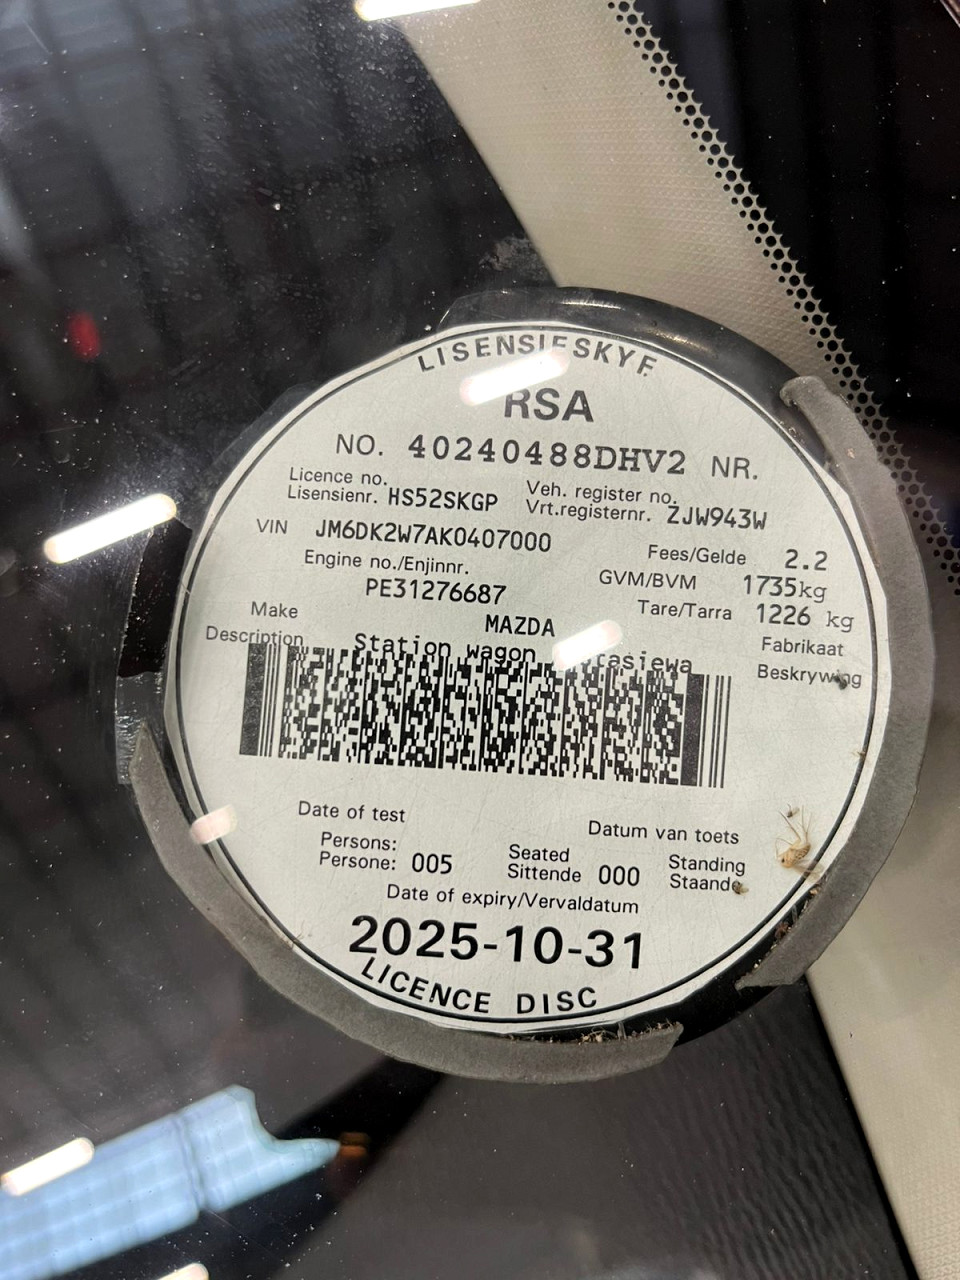 LISENSIESKYF
RSA
NO. 40240488DHV2 NR.
Licence no. Veh. register no.
Lisensienr. HS52SKGP Vrt.registernr. ZJW943W
VIN JM6DK2W7AK0407000
Fees/Gelde 2.2
Engine no./Enjinnr. GVM/BVM 1735kg
PE31276687 Tare/Tarra 1226 kg
Make MAZDA Fabrikaat
Description Station wagon Beskrywing
Date of test Datum van toets
Persons: Seated Standing
Persone: 005 Sittende 000 Staande
Date of expiry/Vervaldatum
2025-10-31
LICENCE DISC